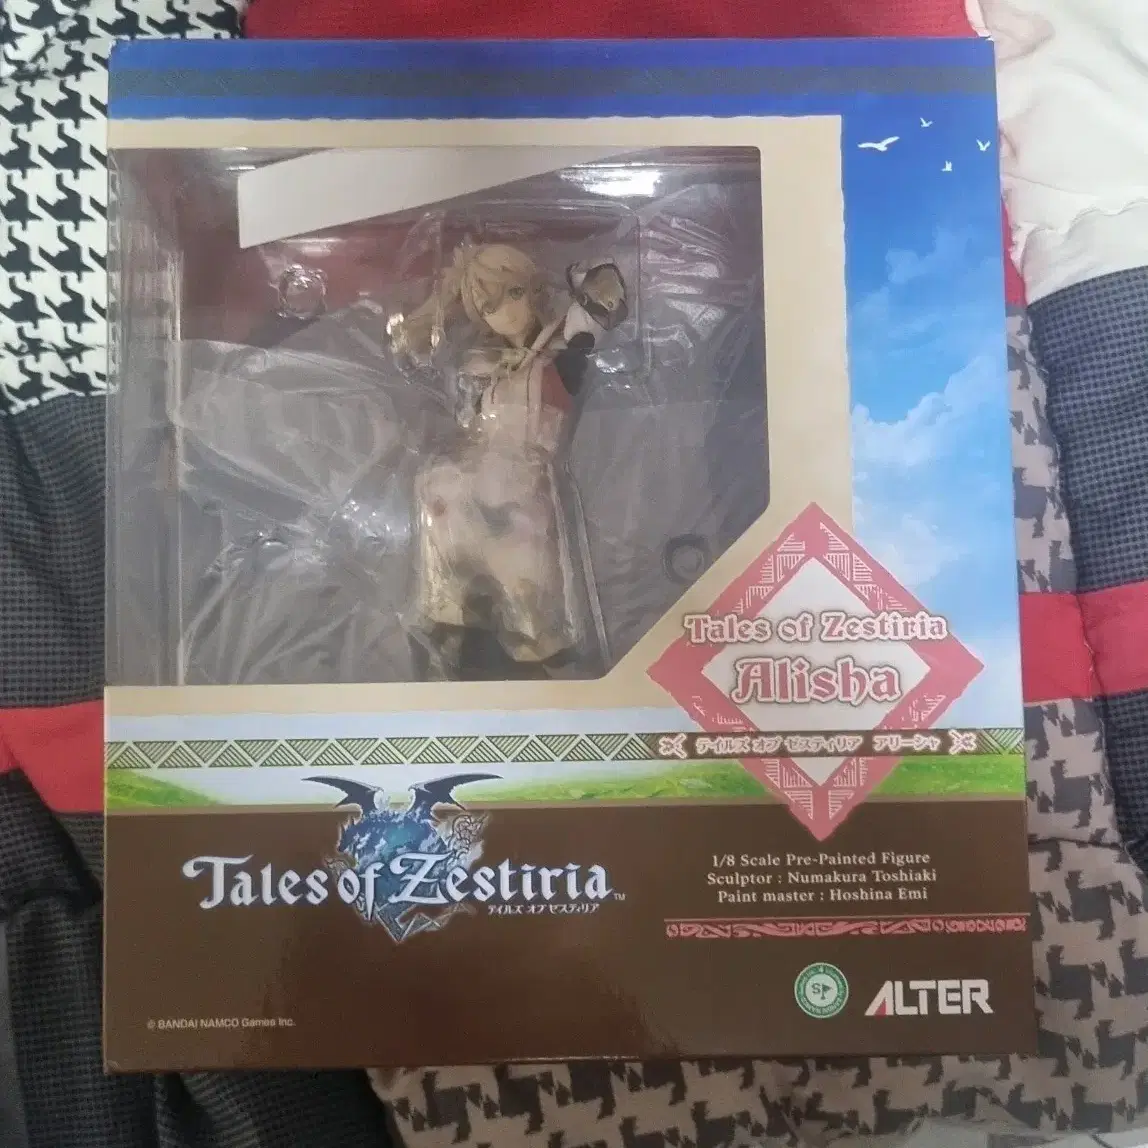 Tales of Zestiria
Alisha
テイルズ オブ ゼスティリア アリーシャ
Tales of Zestiria™
テイルズ オブ ゼスティリア
1/8 Scale Pre-Painted Figure
Sculptor : Numakura Toshiaki
Paint master : Hoshina Emi
SP
ALTER
© BANDAI NAMCO Games Inc.